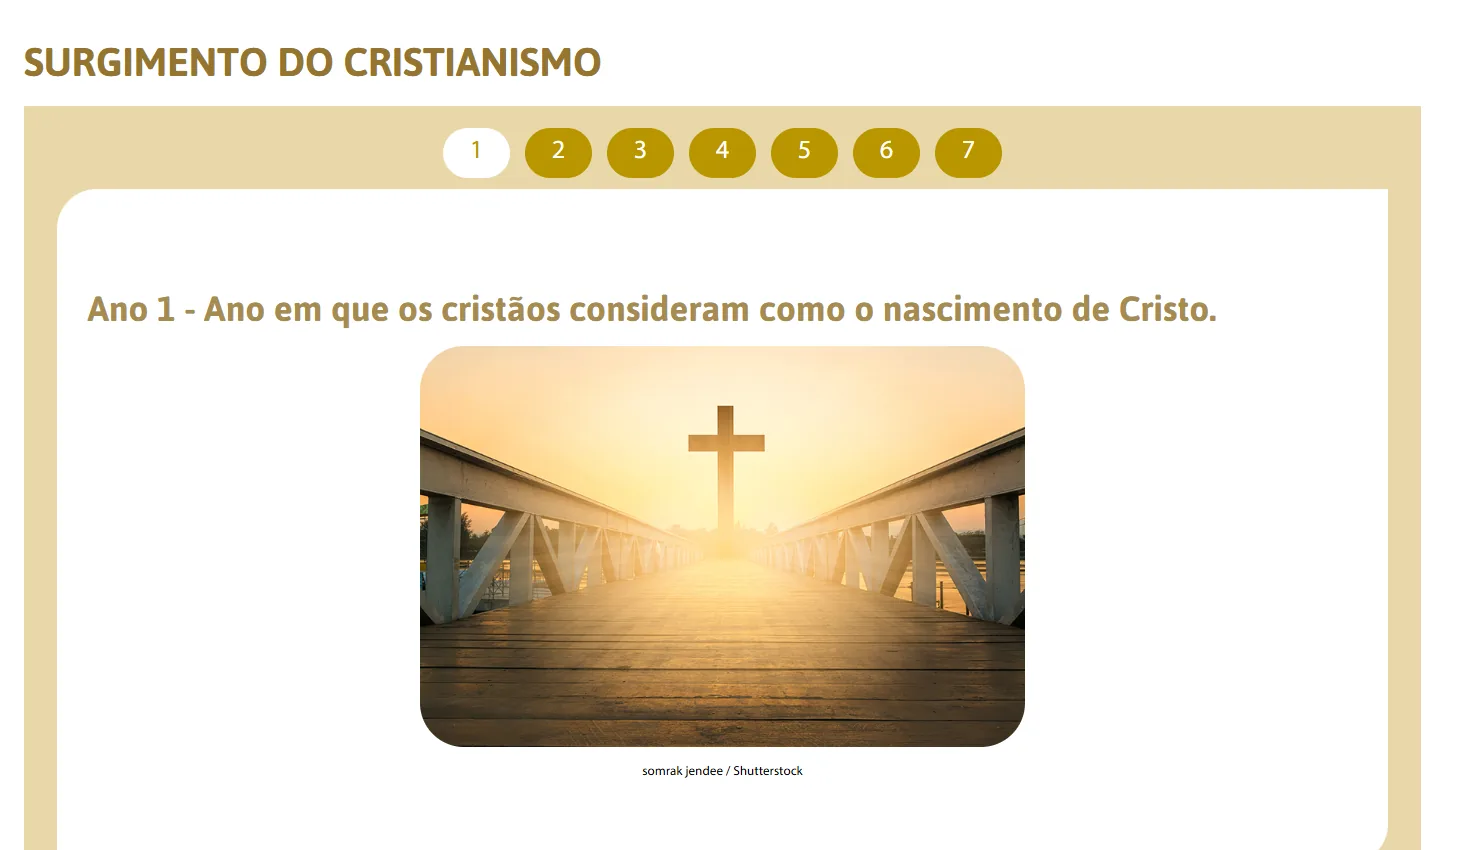 SURGIMENTO DO CRISTIANISMO
1 2 3 4 5 6 7
Ano 1 - Ano em que os cristãos consideram como o nascimento de Cristo.
somrak jendee / Shutterstock